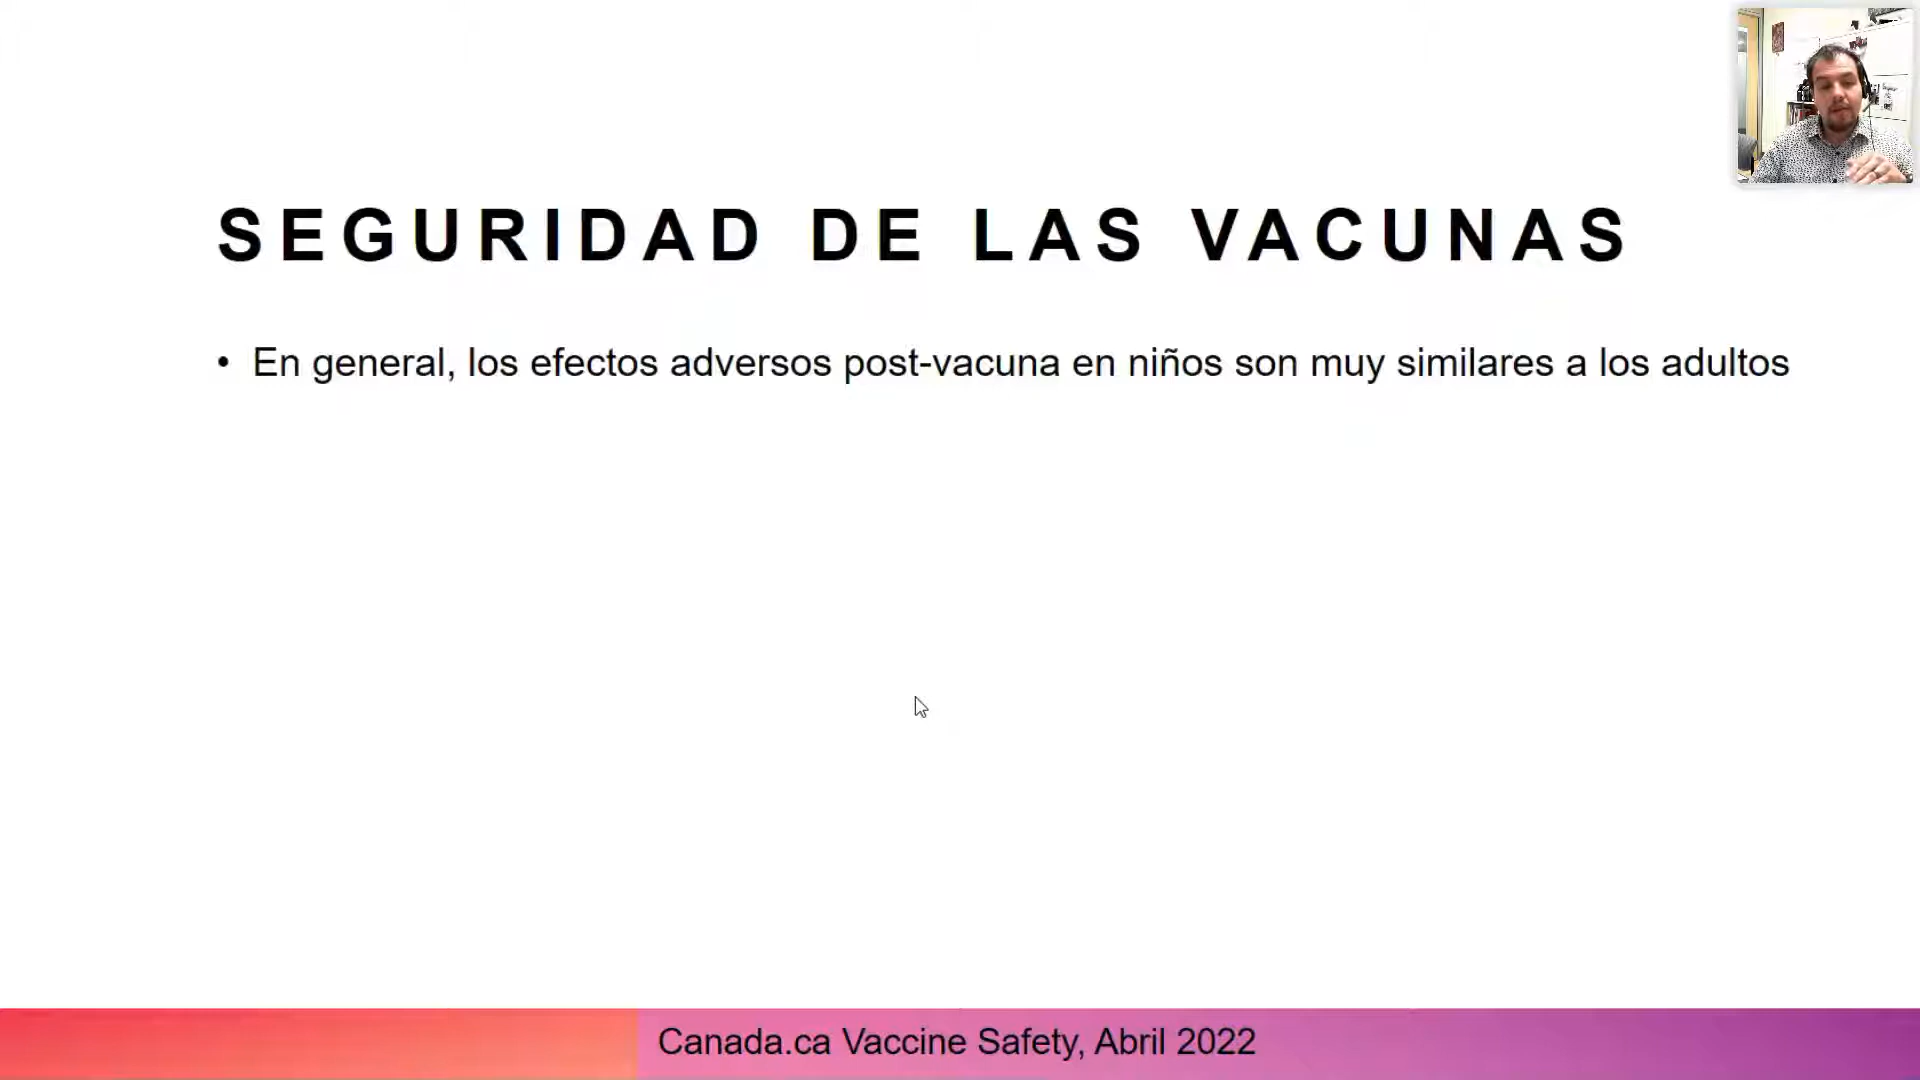 SEGURIDAD DE LAS VACUNAS
• En general, los efectos adversos post-vacuna en niños son muy similares a los adultos
Canada.ca Vaccine Safety, Abril 2022